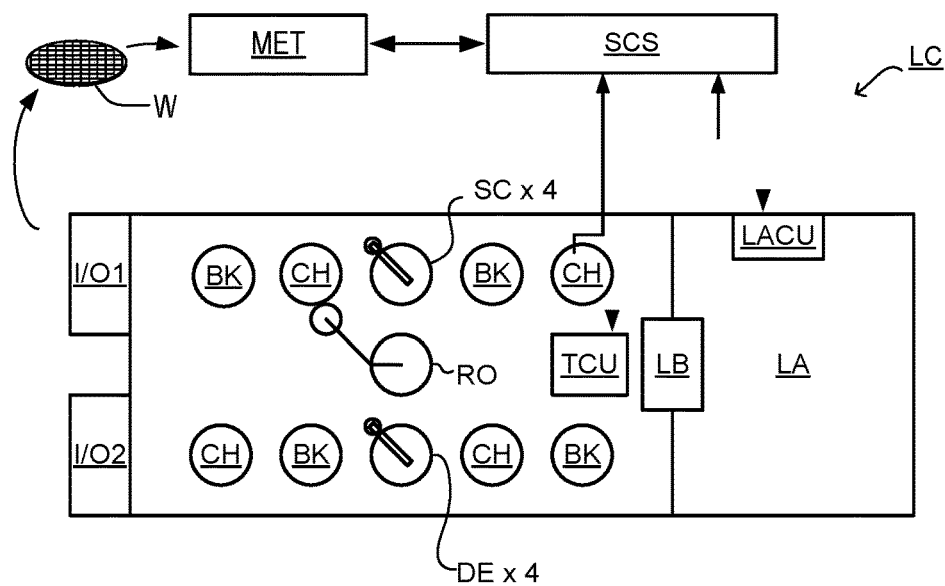 MET
SCS
LC
W
SC x 4
I/O1
BK
CH
BK
CH
LACU
RO
TCU
LB
LA
I/O2
CH
BK
CH
BK
DE x 4